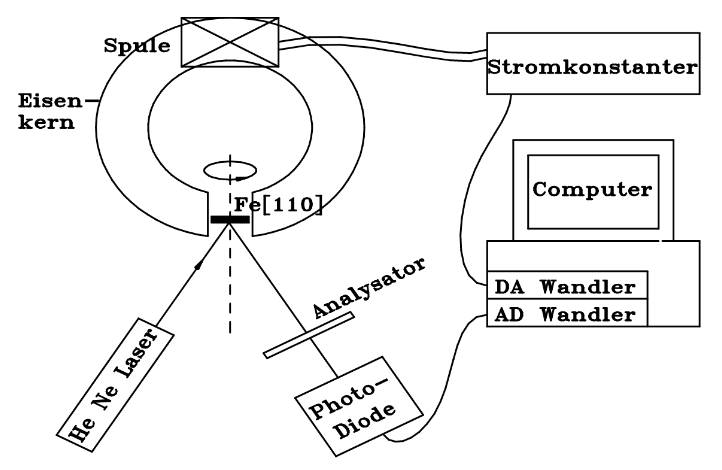 Spule
Stromkonstanter
Eisen-
kern
Computer
Fe[110]
Analysator
DA Wandler
AD Wandler
He Ne Laser
Photo-
Diode